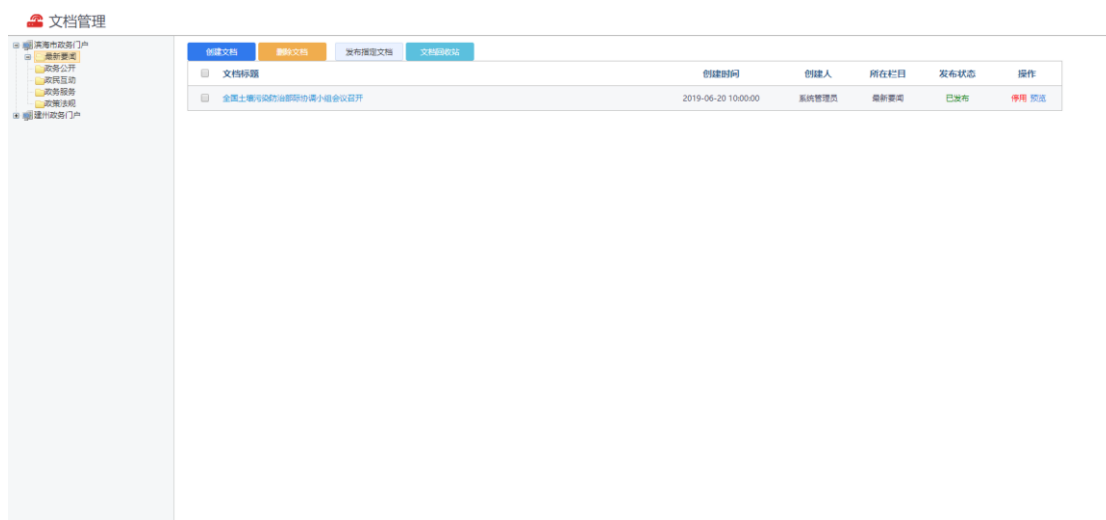 文档管理
滨海市政务门户
最新要闻
政务公开
政民互动
政务服务
政策法规
建州政务门户
创建文档 删除文档 发布指定文档 文档回收站
文档标题 创建时间 创建人 所在栏目 发布状态 操作
全国土壤污染防治部际协调小组会议召开 2019-06-20 10:00:00 系统管理员 最新要闻 已发布 停用 预览